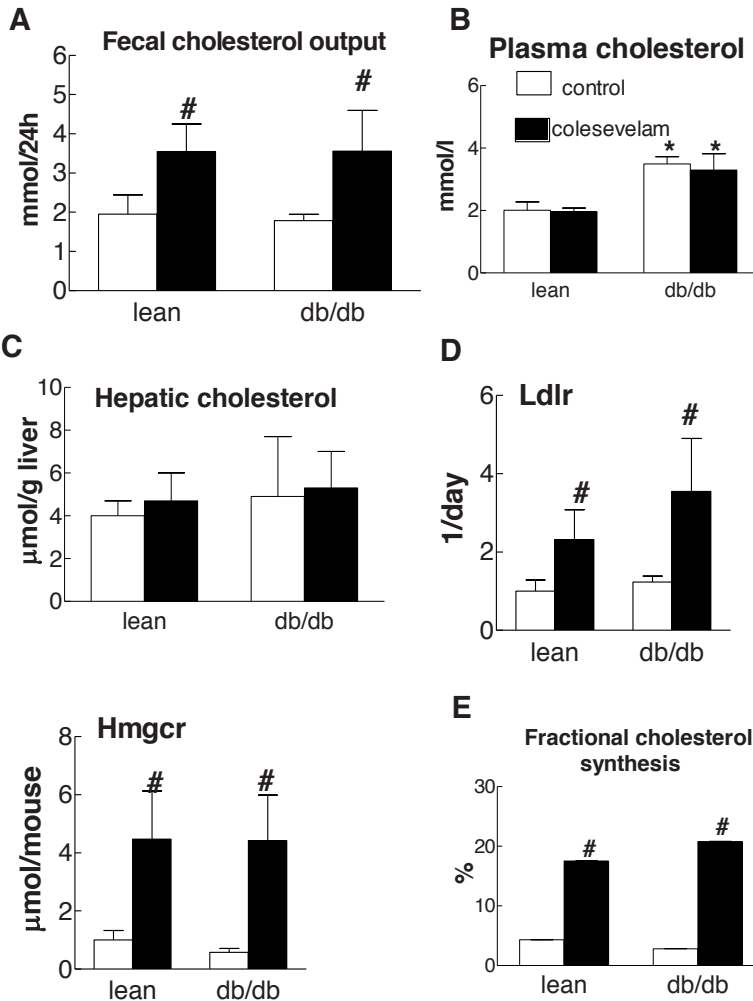 A
Fecal cholesterol output
6
5
4
3
2
1
0
mmol/24h
#
#
lean
db/db
B
Plasma cholesterol
control
colesevelam
6
4
2
0
mmol/l
*
*
lean
db/db
C
Hepatic cholesterol
10
8
6
4
2
0
μmol/g liver
lean
db/db
D
Ldlr
6
4
2
0
1/day
#
#
lean
db/db
Hmgcr
8
6
4
2
0
μmol/mouse
#
#
lean
db/db
E
Fractional cholesterol
synthesis
30
20
10
0
%
#
#
lean
db/db